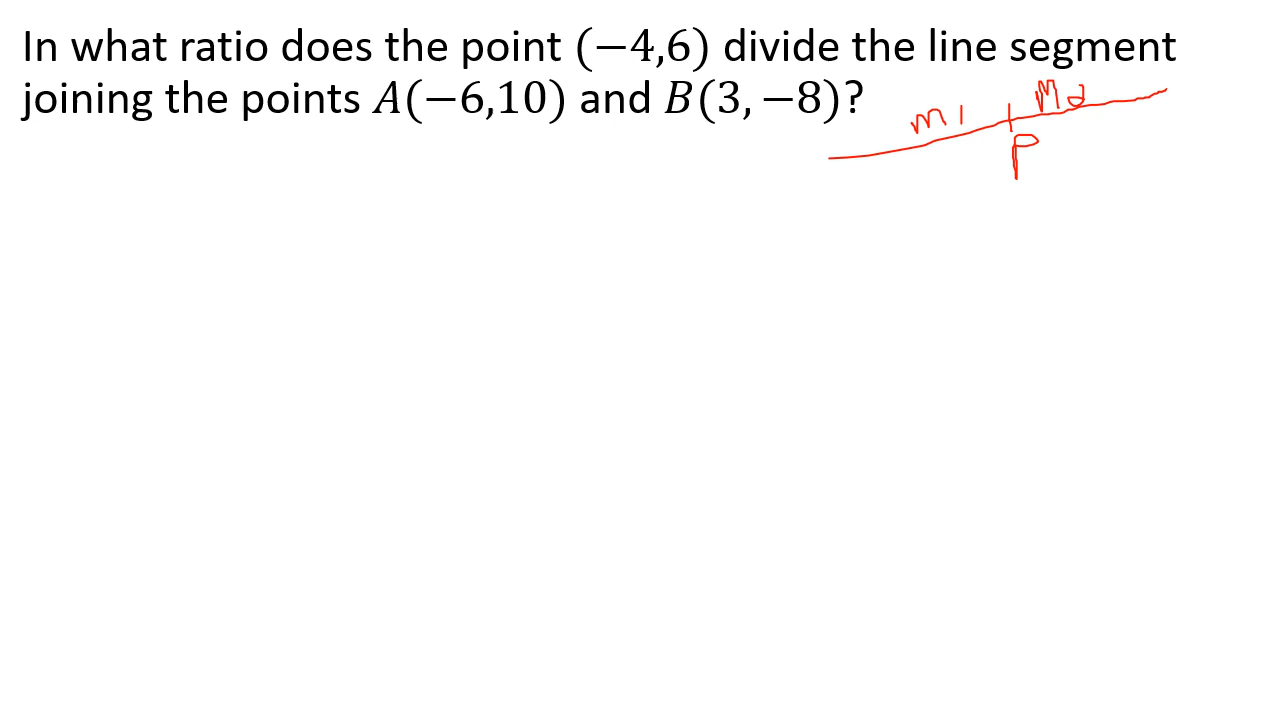 In what ratio does the point (−4,6) divide the line segment
joining the points A(−6,10) and B(3, −8)?
m1
M2
P